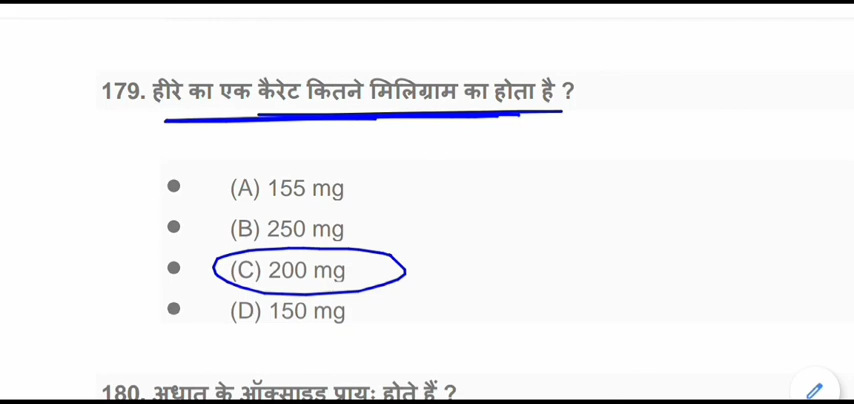 179. हीरे का एक कैरेट कितने मिलिग्राम का होता है ?
(A) 155 mg
(B) 250 mg
(C) 200 mg
(D) 150 mg
180. अधातु के ऑक्साइड प्रायः होते हैं ?